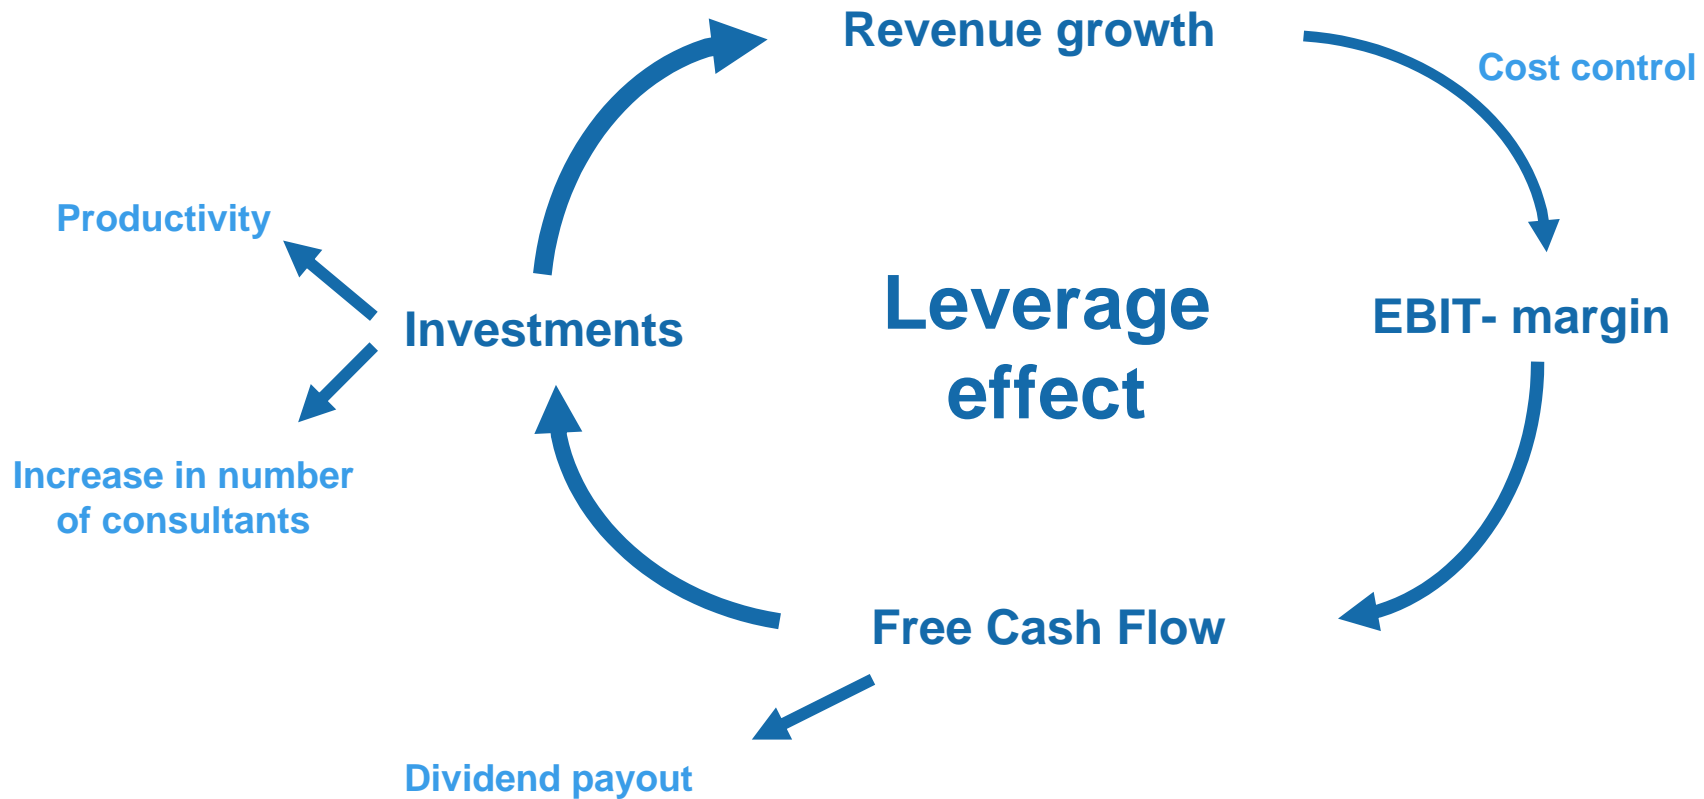 Revenue growth
Cost control
Productivity
Leverage
effect
EBIT- margin
Investments
Increase in number
of consultants
Free Cash Flow
Dividend payout